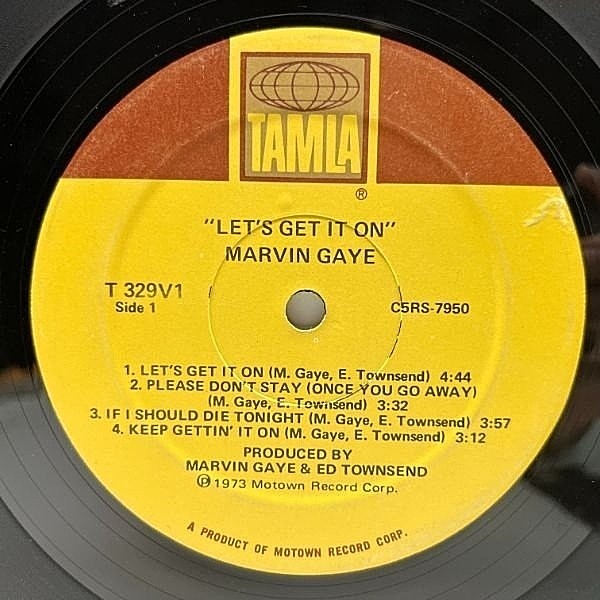 TAMLA
®
"LET'S GET IT ON"
MARVIN GAYE
T 329V1
Side 1
C5RS-7950
1. LET'S GET IT ON (M. Gaye, E. Townsend) 4:44
2. PLEASE DON'T STAY (ONCE YOU GO AWAY)
(M. Gaye, E. Townsend) 3:32
3. IF I SHOULD DIE TONIGHT (M. Gaye, E. Townsend) 3:57
4. KEEP GETTIN' IT ON (M. Gaye, E. Townsend) 3:12
PRODUCED BY
MARVIN GAYE & ED TOWNSEND
℗ 1973 Motown Record Corp.
A PRODUCT OF MOTOWN RECORD CORP.